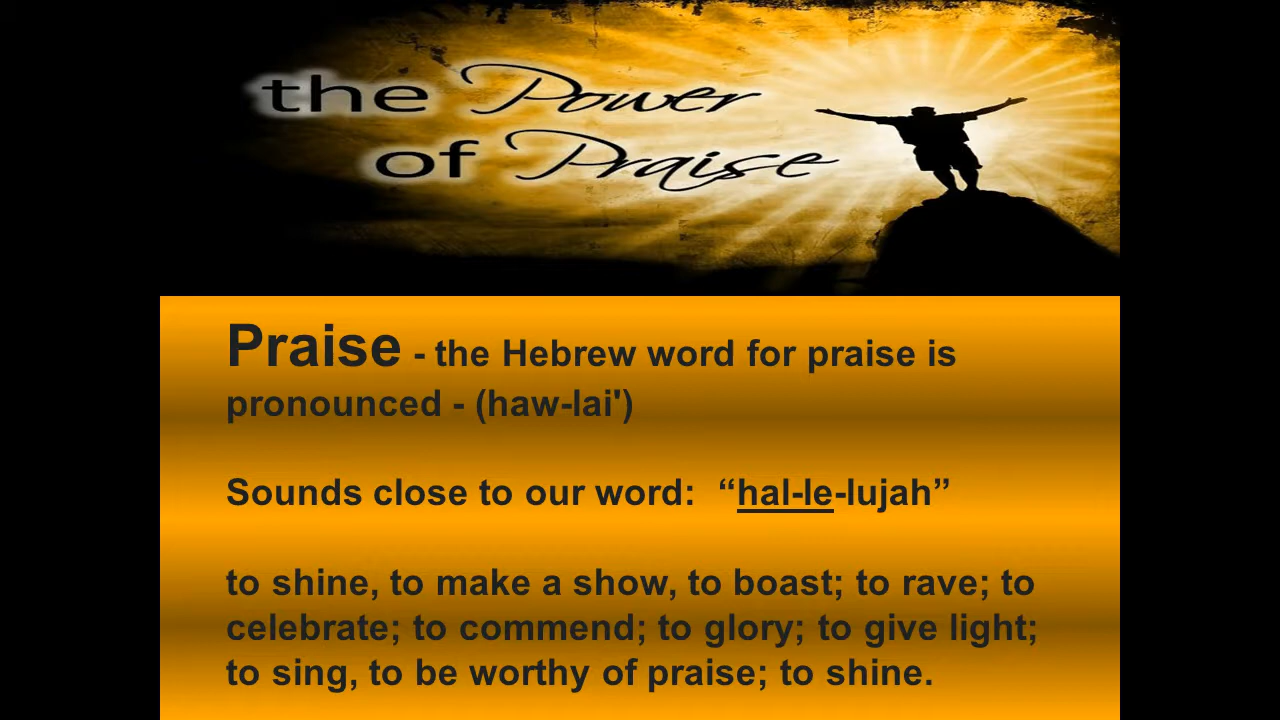 the Power
of Praise
Praise - the Hebrew word for praise is
pronounced - (haw-lai')
Sounds close to our word:  “hal-le-lujah”
to shine, to make a show, to boast; to rave; to
celebrate; to commend; to glory; to give light;
to sing, to be worthy of praise; to shine.